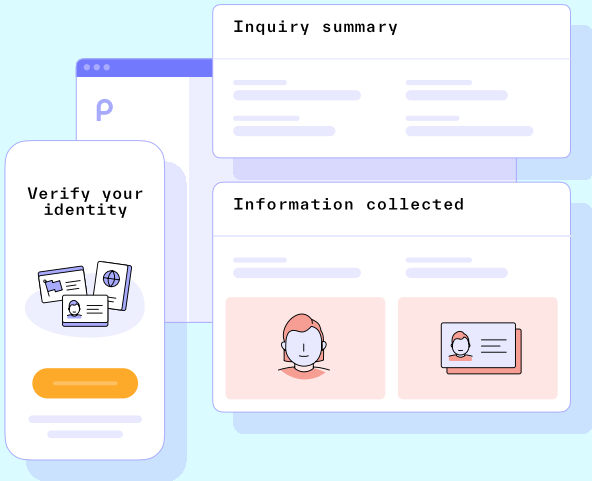 Inquiry summary
P
Verify your
identity
Information collected